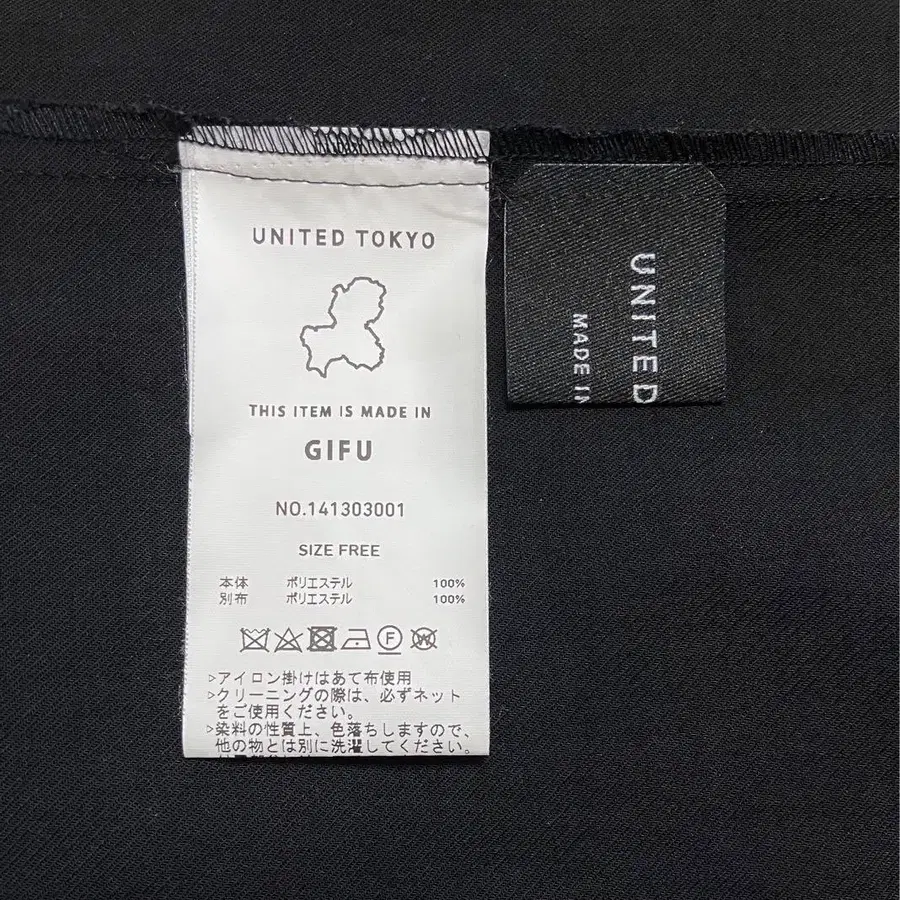 UNITED TOKYO
THIS ITEM IS MADE IN
GIFU
NO.141303001
SIZE FREE
本体 ポリエステル 100%
別布 ポリエステル 100%
F W
▷アイロン掛けはあて布使用
▷クリーニングの際は、必ずネット
をご使用ください。
▷染料の性質上、色落ちしますので、
他の物とは別に洗濯してください。
UNITED
MADE IN